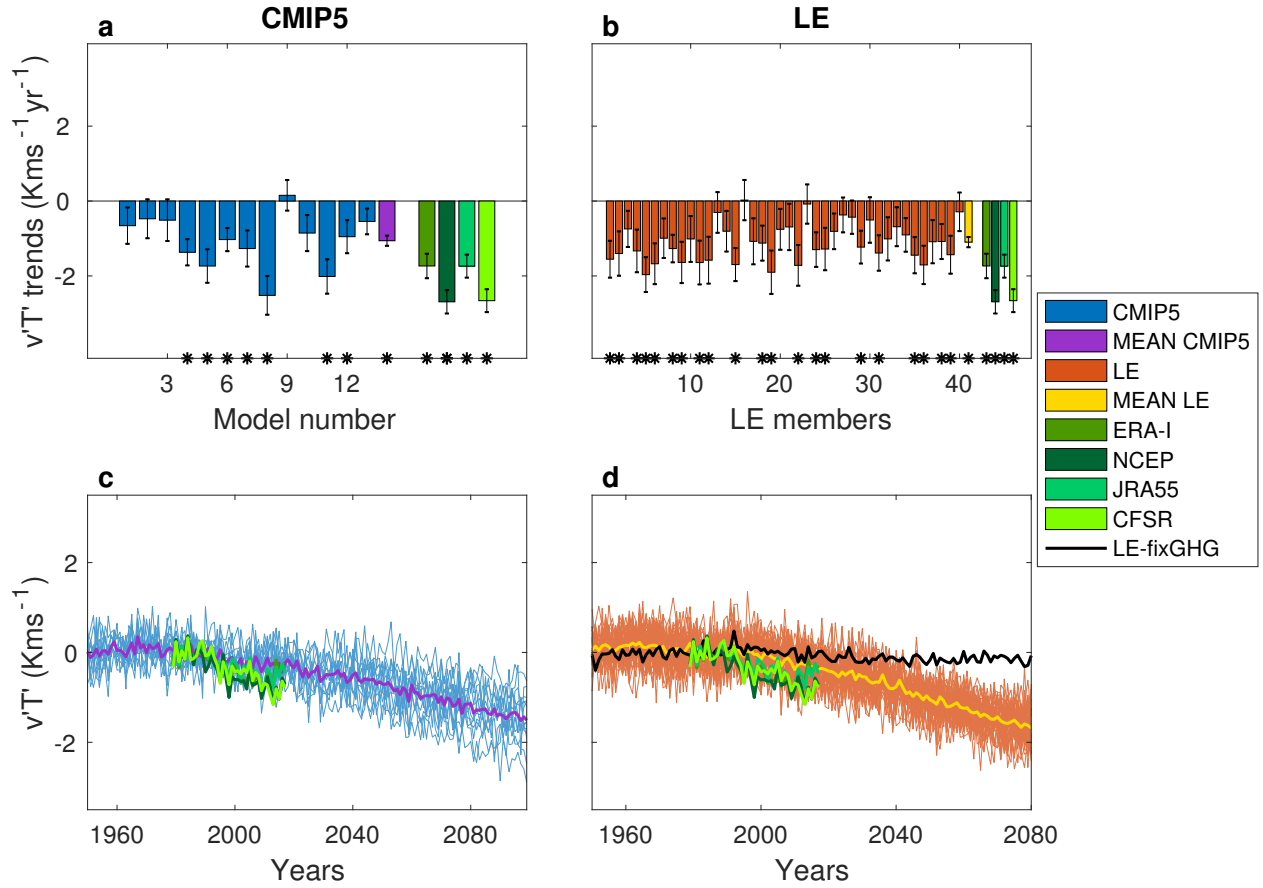 a CMIP5
b LE
v'T' trends (Kms⁻¹yr⁻¹)
2
0
-2
* * * * * * * * * * * *
* * * * * * * * * * * * * * * * * * * * * * * * * *
3 6 9 12
10 20 30 40
Model number
LE members
CMIP5
MEAN CMIP5
LE
MEAN LE
ERA-I
NCEP
JRA55
CFSR
LE-fixGHG
c
d
v'T' (Kms⁻¹)
2
0
-2
1960 2000 2040 2080
1960 2000 2040 2080
Years
Years